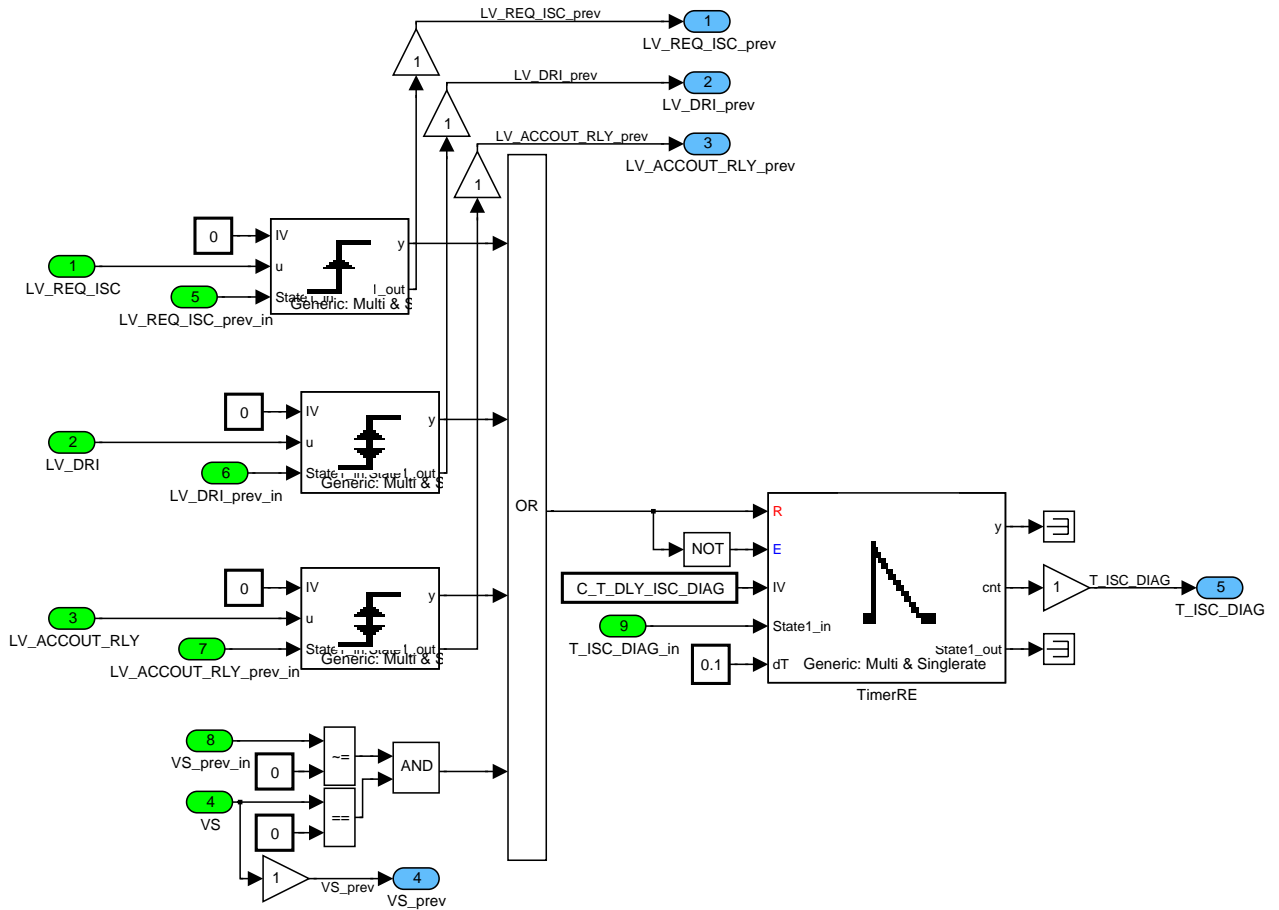 LV_REQ_ISC_prev
1
LV_REQ_ISC_prev
1
LV_DRI_prev
2
LV_DRI_prev
1
LV_ACCOUT_RLY_prev
3
LV_ACCOUT_RLY_prev
1
0
IV
y
1
u
LV_REQ_ISC
5
State1_in
l_out
Generic: Multi & S
LV_REQ_ISC_prev_in
0
IV
y
2
u
LV_DRI
6
State1_in
State1_out
Generic: Multi & S
LV_DRI_prev_in
OR
R
y
NOT
E
0
IV
y
C_T_DLY_ISC_DIAG
IV
cnt
1
T_ISC_DIAG
5
T_ISC_DIAG
3
u
LV_ACCOUT_RLY
9
State1_in
T_ISC_DIAG_in
7
State1_in
State1_out
Generic: Multi & S
LV_ACCOUT_RLY_prev_in
0.1
dT
State1_out
Generic: Multi & Singlerate
TimerRE
8
VS_prev_in
~=
0
AND
4
VS
==
0
1
VS_prev
4
VS_prev